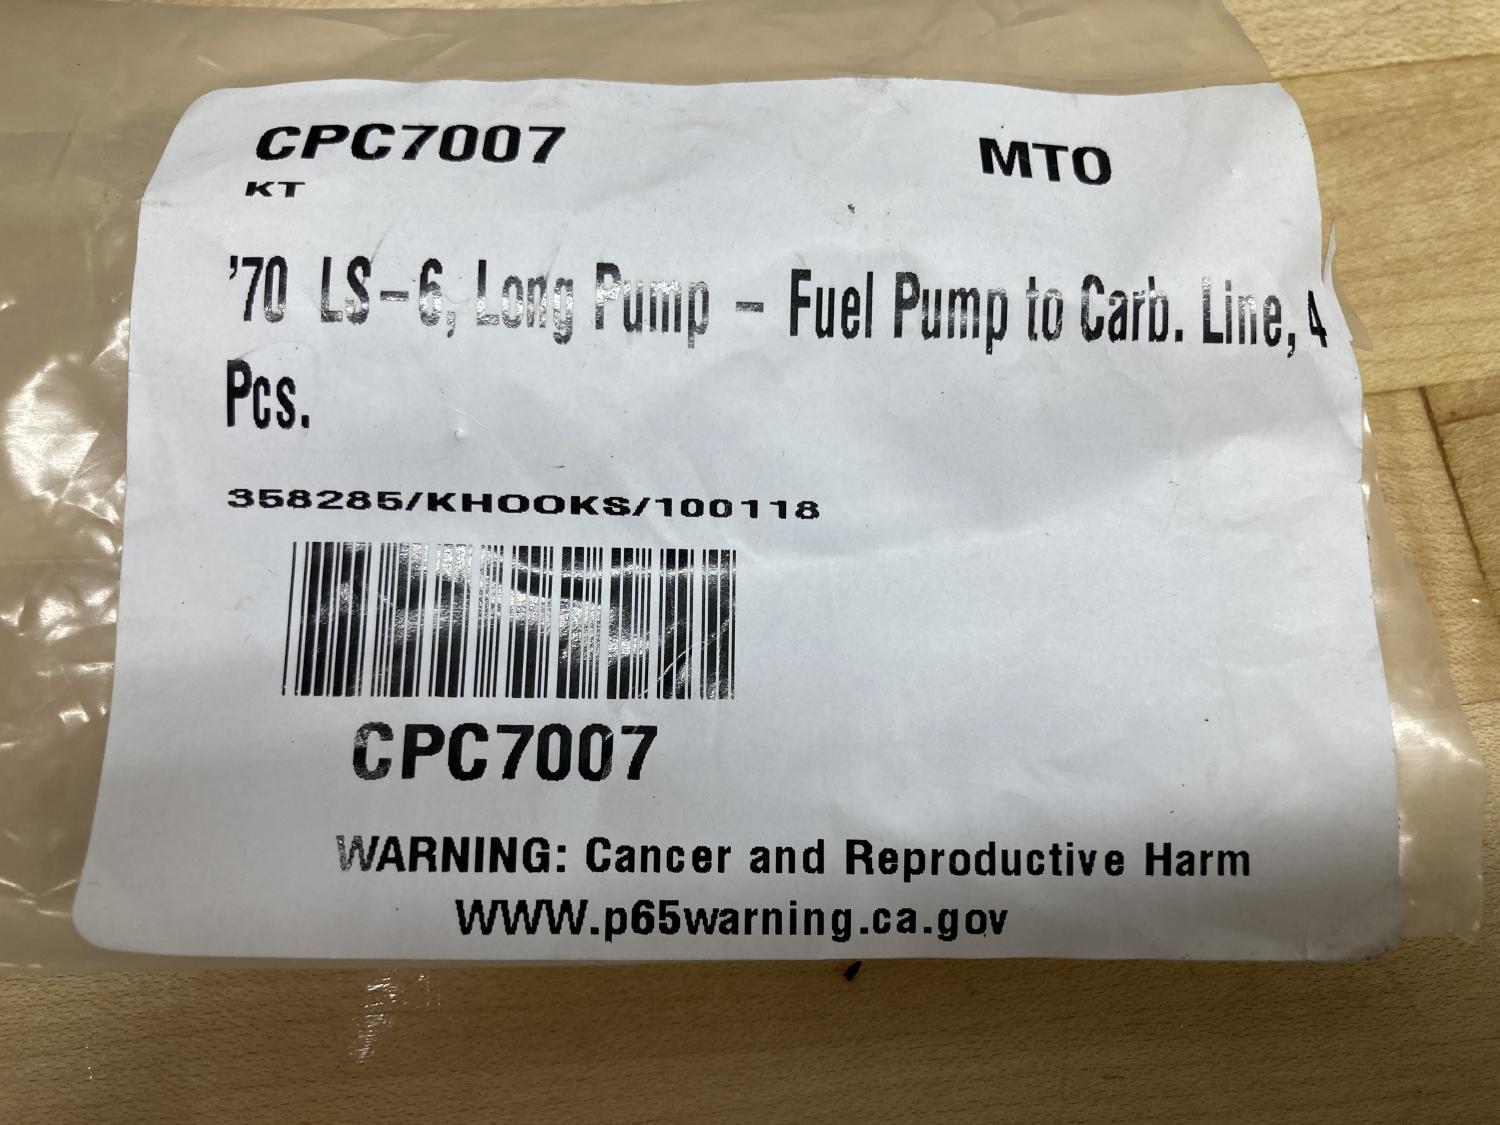 CPC7007 MTO
KT
'70 LS-6, Long Pump - Fuel Pump to Carb. Line, 4
Pcs.
358285/KHOOKS/100118
CPC7007
WARNING: Cancer and Reproductive Harm
WWW.p65warning.ca.gov